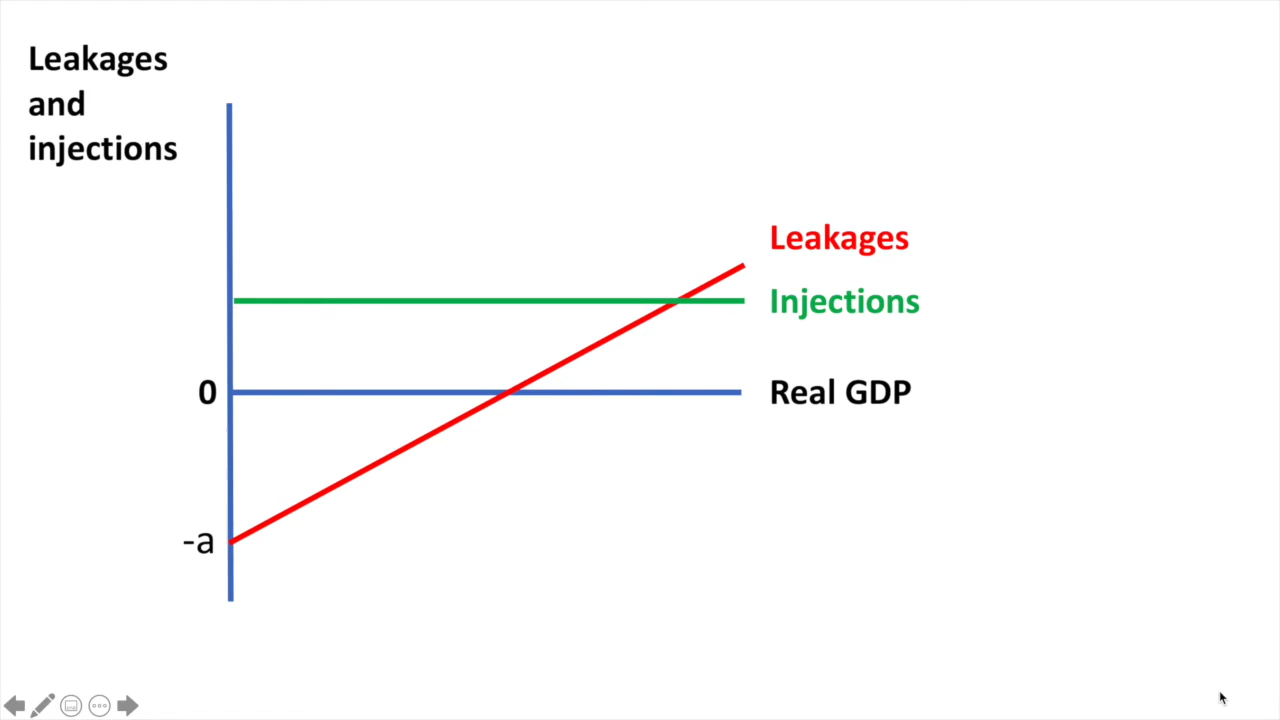 Leakages
and
injections
Leakages
Injections
0
Real GDP
-a